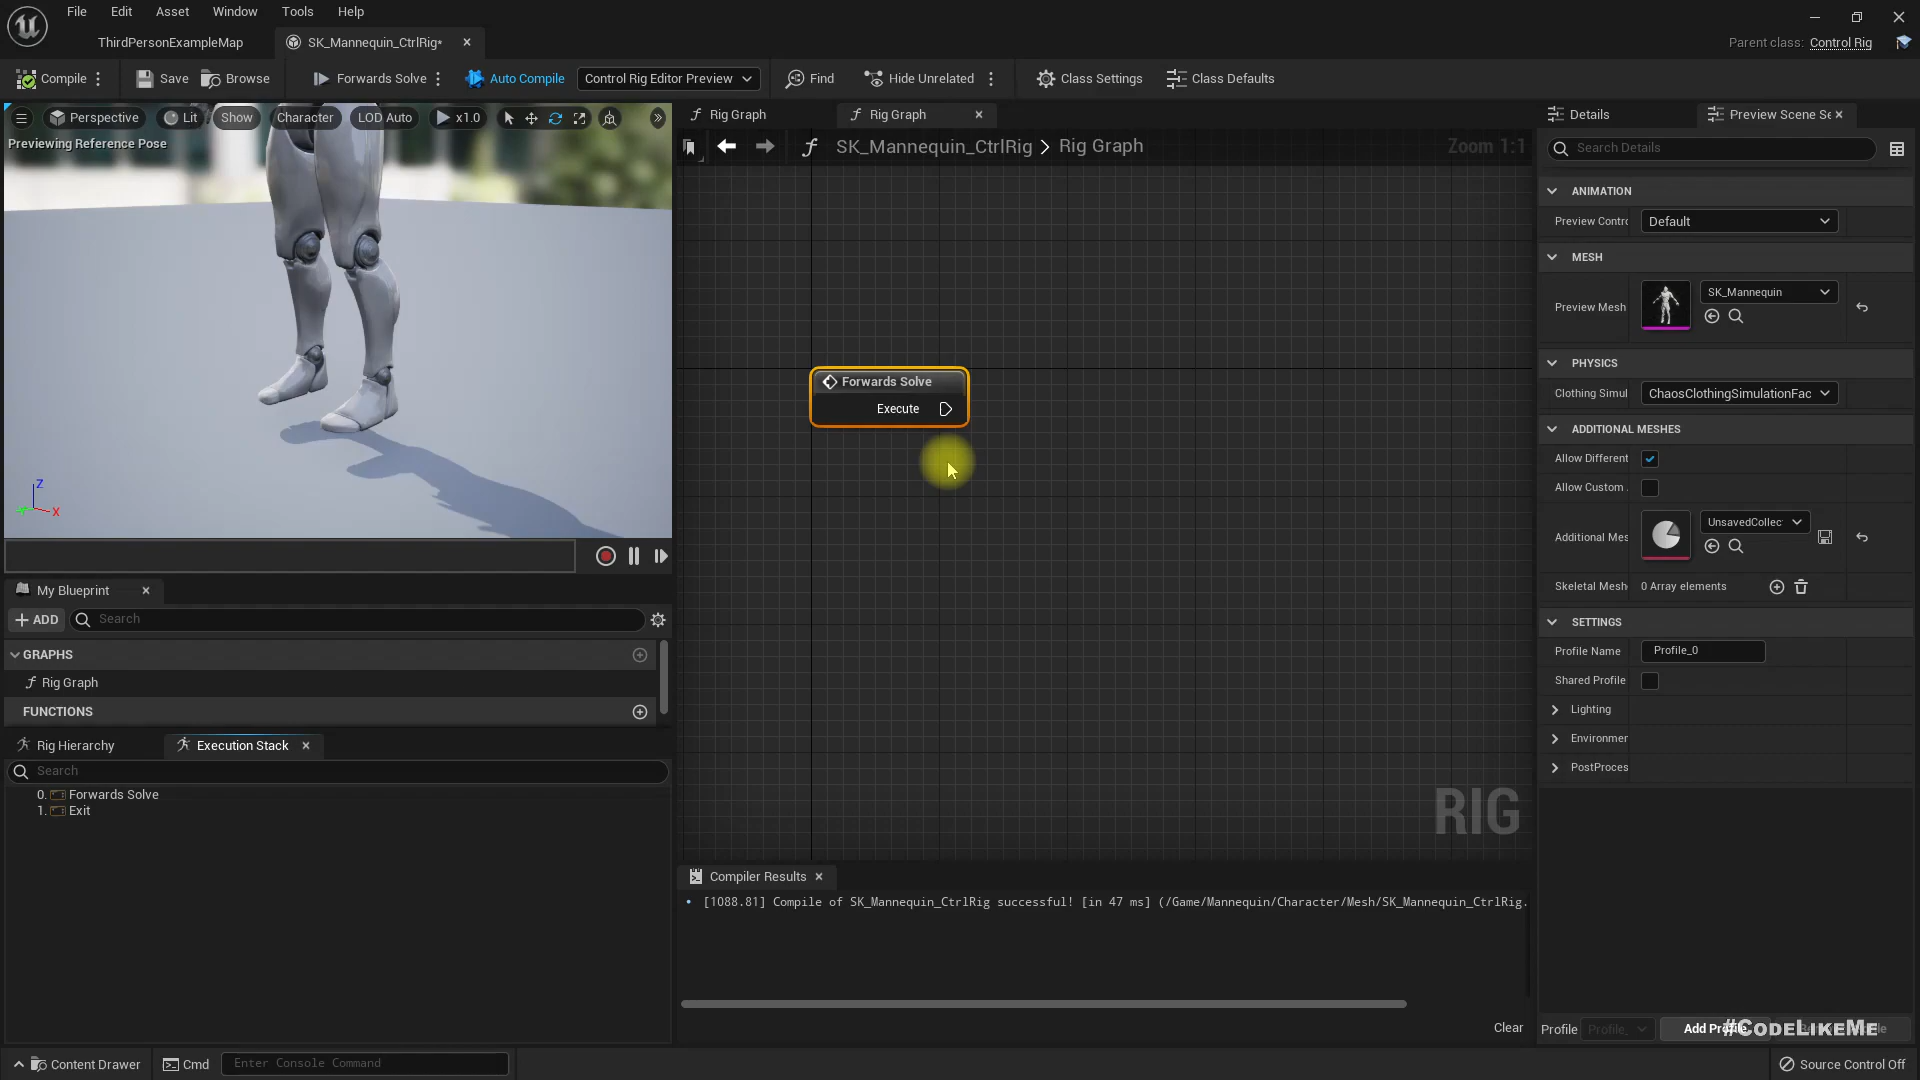 File Edit Asset Window Tools Help
ThirdPersonExampleMap
SK_Mannequin_CtrlRig*
Parent class: Control Rig
Compile
Save
Browse
Forwards Solve
Auto Compile
Control Rig Editor Preview
Find
Hide Unrelated
Class Settings
Class Defaults
Perspective
Lit
Show
Character
LOD Auto
x1.0
Previewing Reference Pose
Z
Y
X
Rig Graph
Rig Graph
SK_Mannequin_CtrlRig > Rig Graph
Zoom 1:1
Forwards Solve
Execute
RIG
My Blueprint
ADD
Search
GRAPHS
Rig Graph
FUNCTIONS
Rig Hierarchy
Execution Stack
Search
0. Forwards Solve
1. Exit
Compiler Results
[1088.81] Compile of SK_Mannequin_CtrlRig successful! [in 47 ms] (/Game/Mannequin/Character/Mesh/SK_Mannequin_CtrlRig.
Clear
Details
Preview Scene Se
Search Details
ANIMATION
Preview Contro
Default
MESH
Preview Mesh
SK_Mannequin
PHYSICS
Clothing Simul
ChaosClothingSimulationFac
ADDITIONAL MESHES
Allow Different
Allow Custom
Additional Mes
UnsavedCollec
Skeletal Mesh
0 Array elements
SETTINGS
Profile Name
Profile_0
Shared Profile
Lighting
Environmen
PostProces
Profile
Profile_
Add Profile
#CodeLikeMe
Content Drawer
Cmd
Enter Console Command
Source Control Off